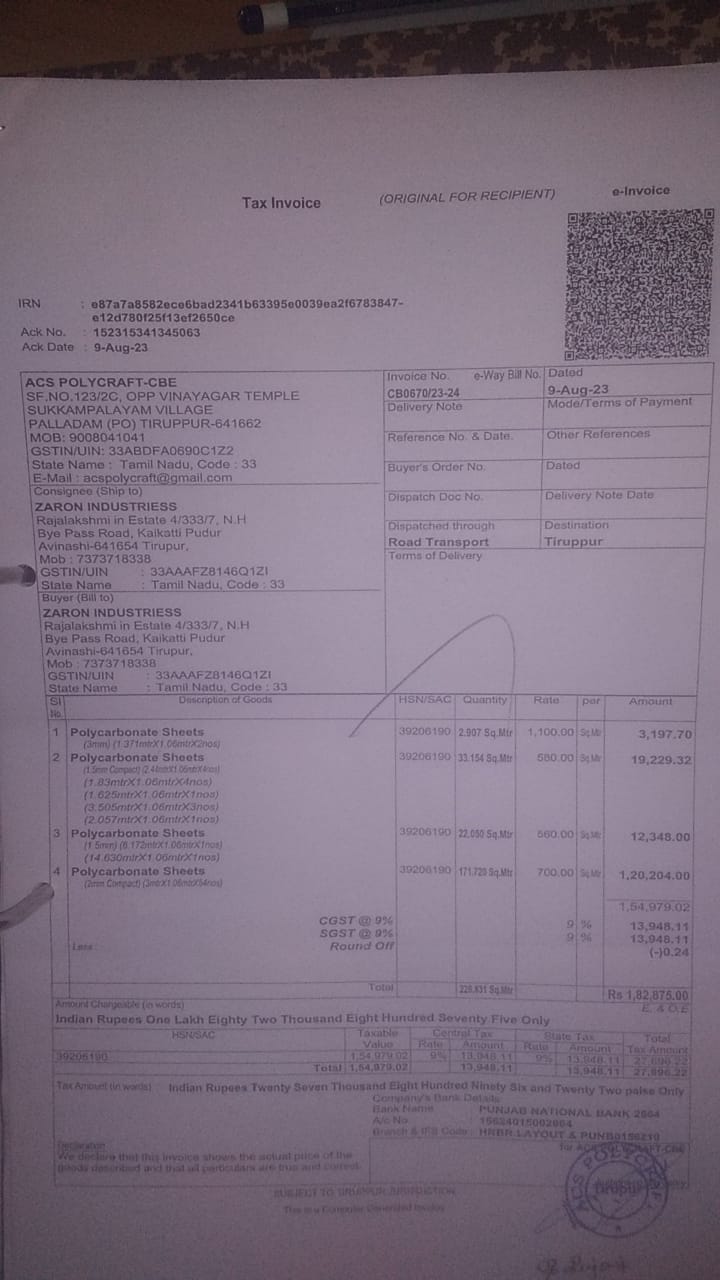 Tax Invoice
(ORIGINAL FOR RECIPIENT)
e-Invoice
IRN : e87a7a8582ece6bad2341b63395e0039ea2f6783847-
e12d780f25f13ef2650ce
Ack No. : 152315341345063
Ack Date : 9-Aug-23
ACS POLYCRAFT-CBE
SF.NO.123/2C, OPP VINAYAGAR TEMPLE
SUKKAMPALAYAM VILLAGE
PALLADAM (PO) TIRUPPUR-641662
MOB: 9008041041
GSTIN/UIN: 33ABDFA0690C1Z2
State Name : Tamil Nadu, Code : 33
E-Mail : acspolycraft@gmail.com
Invoice No. e-Way Bill No.
CB0670/23-24
Dated
9-Aug-23
Delivery Note
Mode/Terms of Payment
Reference No. & Date.
Other References
Buyer's Order No.
Dated
Dispatch Doc No.
Delivery Note Date
Dispatched through
Road Transport
Destination
Tiruppur
Terms of Delivery
Consignee (Ship to)
ZARON INDUSTRIESS
Rajalakshmi in Estate 4/333/7, N.H
Bye Pass Road, Kaikatti Pudur
Avinashi-641654 Tirupur,
Mob : 7373718338
GSTIN/UIN : 33AAAFZ8146Q1ZI
State Name : Tamil Nadu, Code : 33
Buyer (Bill to)
ZARON INDUSTRIESS
Rajalakshmi in Estate 4/333/7, N.H
Bye Pass Road, Kaikatti Pudur
Avinashi-641654 Tirupur,
Mob : 7373718338
GSTIN/UIN : 33AAAFZ8146Q1ZI
State Name : Tamil Nadu, Code : 33
Sl No. Description of Goods HSN/SAC Quantity Rate per Amount
1 Polycarbonate Sheets 39206190 2.907 Sq.Mtr 1,100.00 Sq.Mtr 3,197.70
(3mm) (1.371mtrX1.06mtrX2nos)
2 Polycarbonate Sheets 39206190 33.154 Sq.Mtr 580.00 Sq.Mtr 19,229.32
(1.5mm Compact) (2.44mtrX1.06mtrX4nos)
(1.83mtrX1.06mtrX4no)
(1.625mtrX1.06mtrX1nos)
(3.505mtrX1.06mtrX3nos)
(2.057mtrX1.06mtrX1nos)
3 Polycarbonate Sheets 39206190 22.050 Sq.Mtr 560.00 Sq.Mtr 12,348.00
(1.5mm) (6.172mtrX1.06mtrX1nos)
(14.630mtrX1.06mtrX1nos)
4 Polycarbonate Sheets 39206190 171.720 Sq.Mtr 700.00 Sq.Mtr 1,20,204.00
(2mm Compact) (3mtrX1.06mtrX54nos)
1,54,979.02
CGST @ 9% 9 % 13,948.11
SGST @ 9% 9 % 13,948.11
Less : Round Off (-)0.24
Total 229.831 Sq.Mtr Rs 1,82,875.00
Amount Chargeable (in words) E. & O.E
Indian Rupees One Lakh Eighty Two Thousand Eight Hundred Seventy Five Only
HSN/SAC Taxable Value Central Tax State Tax Total Tax Amount
Rate Amount Rate Amount
39206190 1,54,979.02 9% 13,948.11 9% 13,948.11 27,896.22
Total 1,54,979.02 13,948.11 13,948.11 27,896.22
Tax Amount (in words) : Indian Rupees Twenty Seven Thousand Eight Hundred Ninety Six and Twenty Two paise Only
Company's Bank Details
Bank Name : PUNJAB NATIONAL BANK 2664
A/c No. : 15624015002664
Branch & IFS Code : HNBR LAYOUT & PUNB0156210
Declaration
We declare that this invoice shows the actual price of the
goods described and that all particulars are true and correct.
for ACS POLYCRAFT-CBE
ACS POLYCRAFT
Tirupur
SUBJECT TO TIRUPPUR JURISDICTION
This is a Computer Generated Invoice